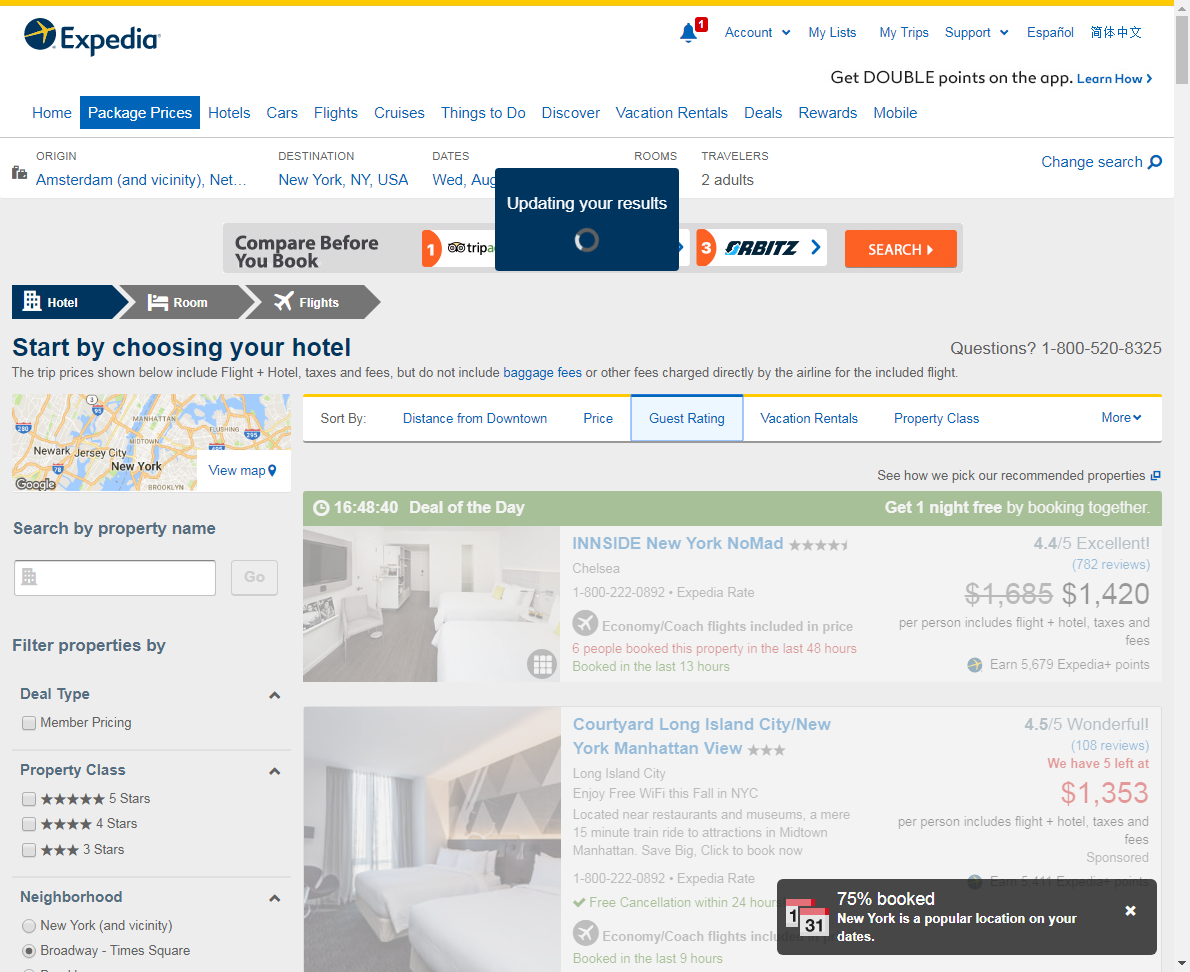 Expedia
1
Account
My Lists
My Trips
Support
Español
简体中文
Get DOUBLE points on the app. Learn How
Home
Package Prices
Hotels
Cars
Flights
Cruises
Things to Do
Discover
Vacation Rentals
Deals
Rewards
Mobile
ORIGIN
Amsterdam (and vicinity), Net...
DESTINATION
New York, NY, USA
DATES
Wed, Aug
ROOMS
TRAVELERS
2 adults
Change search
Updating your results
Compare Before
You Book
1
3 ORBITZ
SEARCH
Hotel
Room
Flights
Start by choosing your hotel
Questions? 1-800-520-8325
The trip prices shown below include Flight + Hotel, taxes and fees, but do not include baggage fees or other fees charged directly by the airline for the included flight.
3
95
MANHATTAN
280
FLUSHING
295
MIDTOWN
495
Newark
Jersey City
New York
78
BROOKLYN
Google
View map
Sort By:
Distance from Downtown
Price
Guest Rating
Vacation Rentals
Property Class
More
See how we pick our recommended properties
Search by property name
Go
Filter properties by
Deal Type
Member Pricing
Property Class
5 Stars
4 Stars
3 Stars
Neighborhood
New York (and vicinity)
Broadway - Times Square
16:48:40 Deal of the Day
Get 1 night free by booking together.
INNSIDE New York NoMad
Chelsea
1-800-222-0892 • Expedia Rate
Economy/Coach flights included in price
6 people booked this property in the last 48 hours
Booked in the last 13 hours
4.4/5 Excellent!
(782 reviews)
$1,685 $1,420
per person includes flight + hotel, taxes and
fees
Earn 5,679 Expedia+ points
Courtyard Long Island City/New
York Manhattan View
Long Island City
Enjoy Free WiFi this Fall in NYC
Located near restaurants and museums, a mere
15 minute train ride to attractions in Midtown
Manhattan. Save Big, Click to book now
1-800-222-0892 • Expedia Rate
Free Cancellation within 24 hours
Economy/Coach flights
Booked in the last 9 hours
4.5/5 Wonderful!
(108 reviews)
We have 5 left at
$1,353
per person includes flight + hotel, taxes and
fees
Sponsored
Earn 5,411 Expedia+ points
1
31
75% booked
New York is a popular location on your
dates.